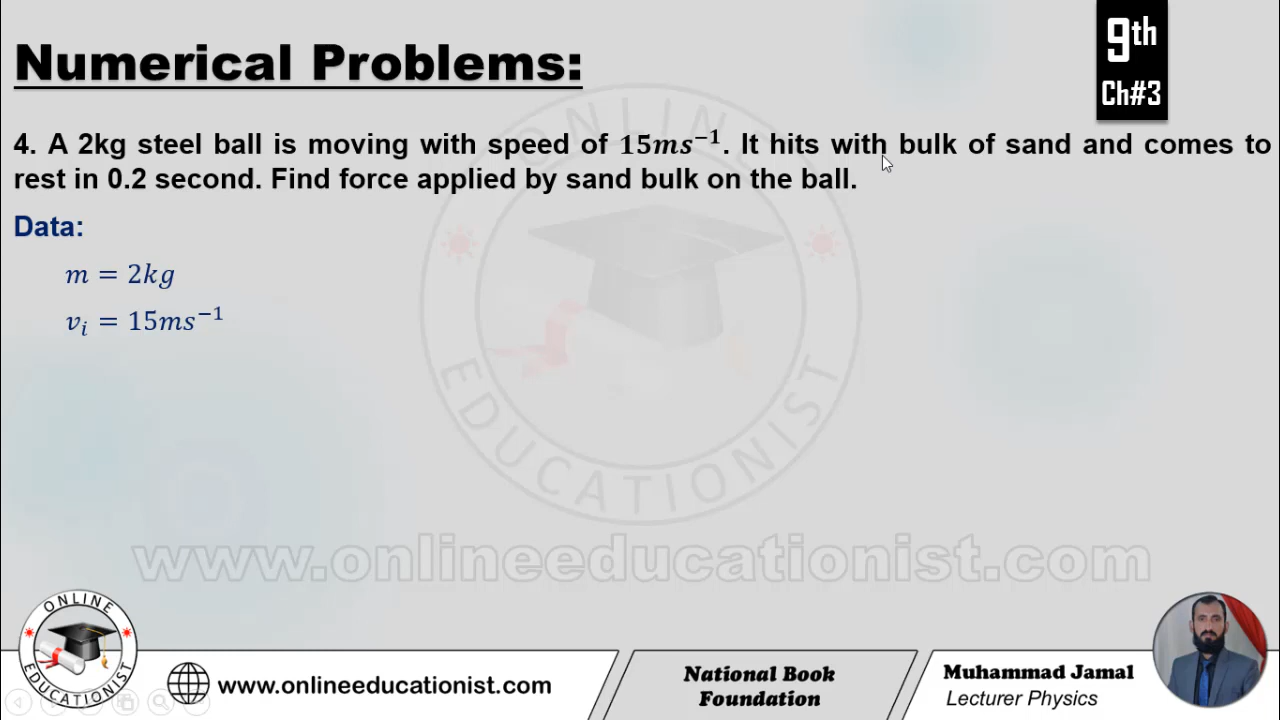 Numerical Problems:
9th
Ch#3
4. A 2kg steel ball is moving with speed of 15ms⁻¹. It hits with bulk of sand and comes to
rest in 0.2 second. Find force applied by sand bulk on the ball.
Data:
m = 2kg
vᵢ = 15ms⁻¹
ONLINE
EDUCATIONIST
www.onlineeducationist.com
ONLINE
EDUCATIONIST
www.onlineeducationist.com
National Book
Foundation
Muhammad Jamal
Lecturer Physics